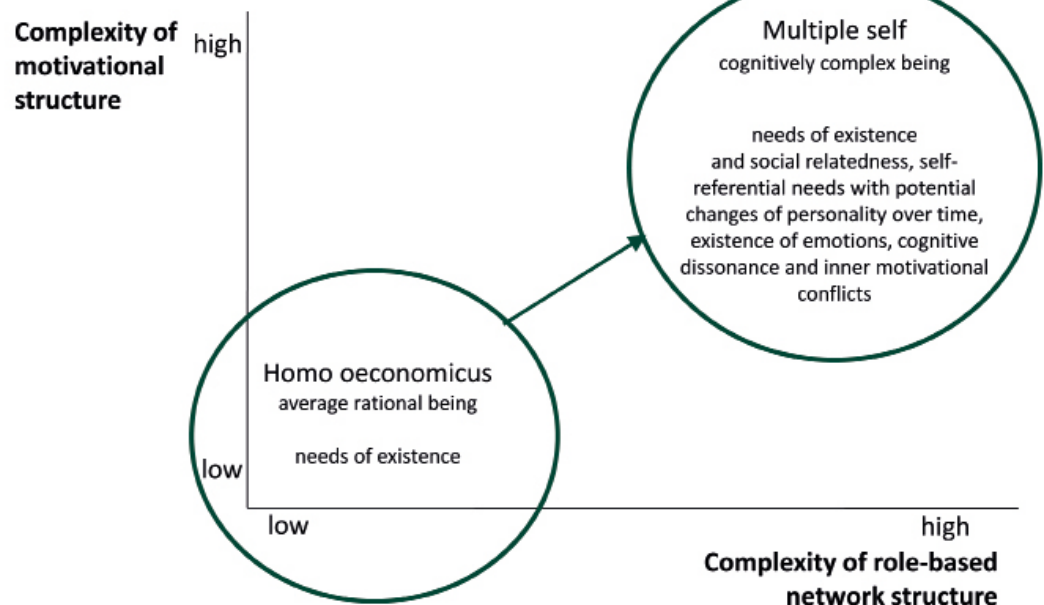 Complexity of
motivational
structure
high
Multiple self
cognitively complex being
needs of existence
and social relatedness, self-
referential needs with potential
changes of personality over time,
existence of emotions, cognitive
dissonance and inner motivational
conflicts
Homo oeconomicus
average rational being
needs of existence
low
low
high
Complexity of role-based
network structure